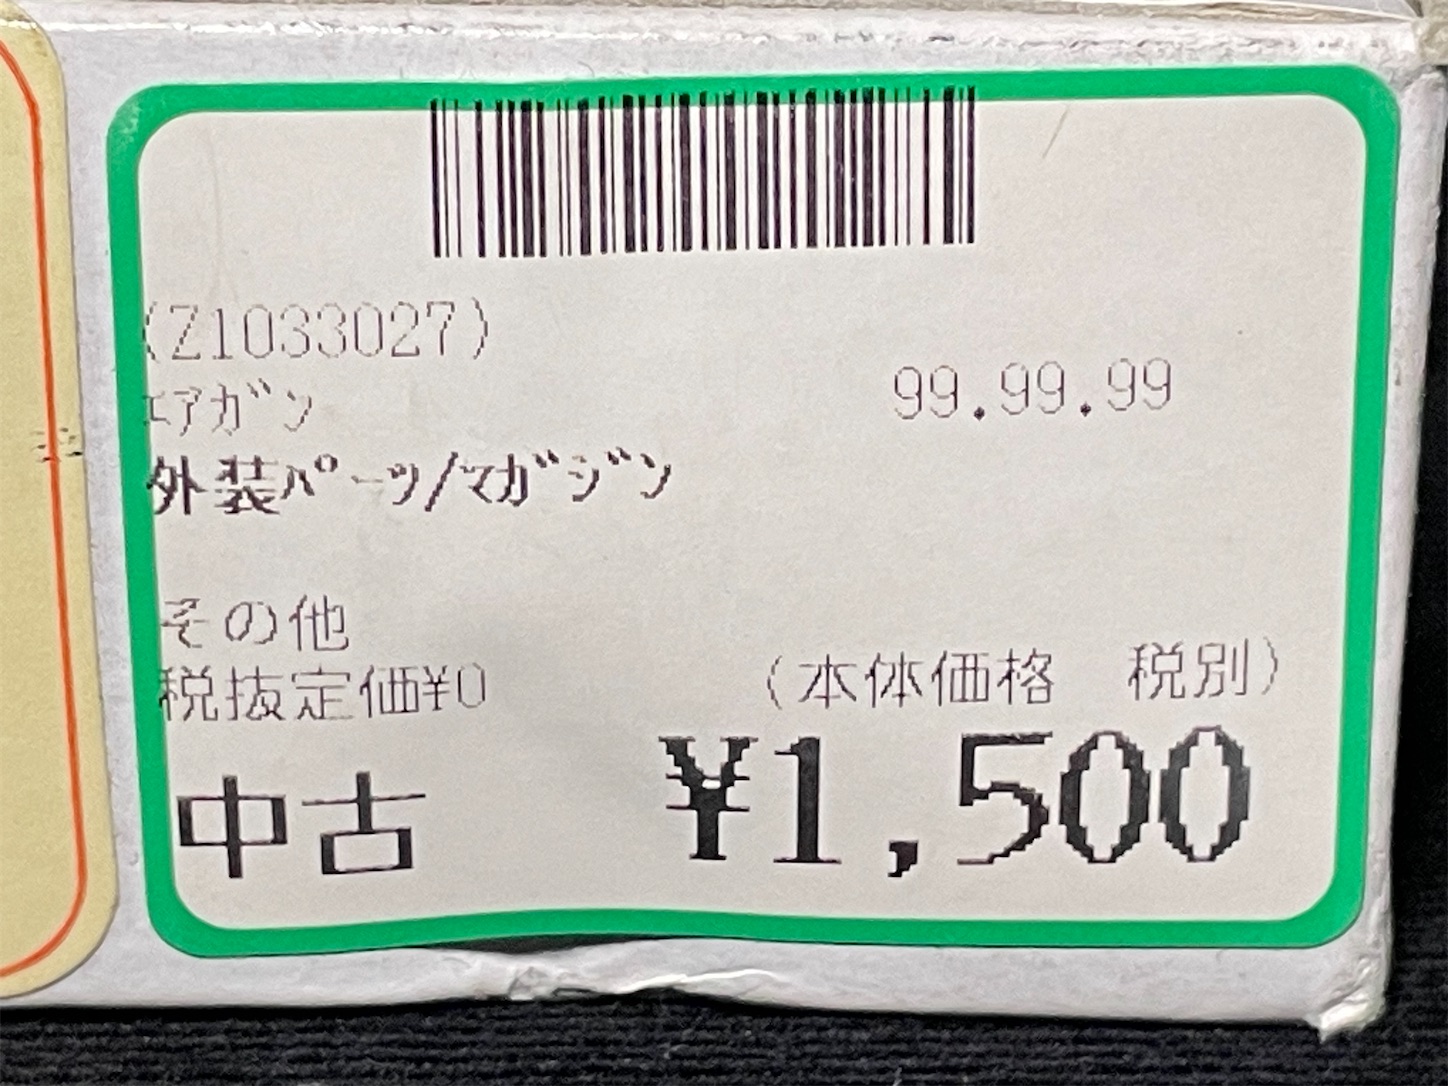 (Z1033027)
ｴｱｶﾞﾝ
99.99.99
外装ﾊﾟｰﾂ/ﾏｶﾞｼﾞﾝ
その他
税抜定価¥0
(本体価格　税別)
中古
¥1,500